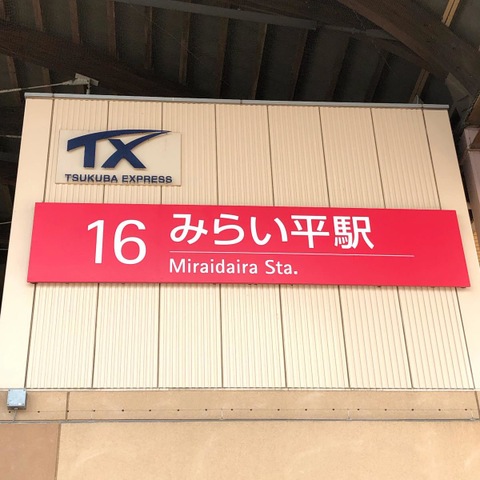 TX
TSUKUBA EXPRESS
16 みらい平駅
Miraidaira Sta.